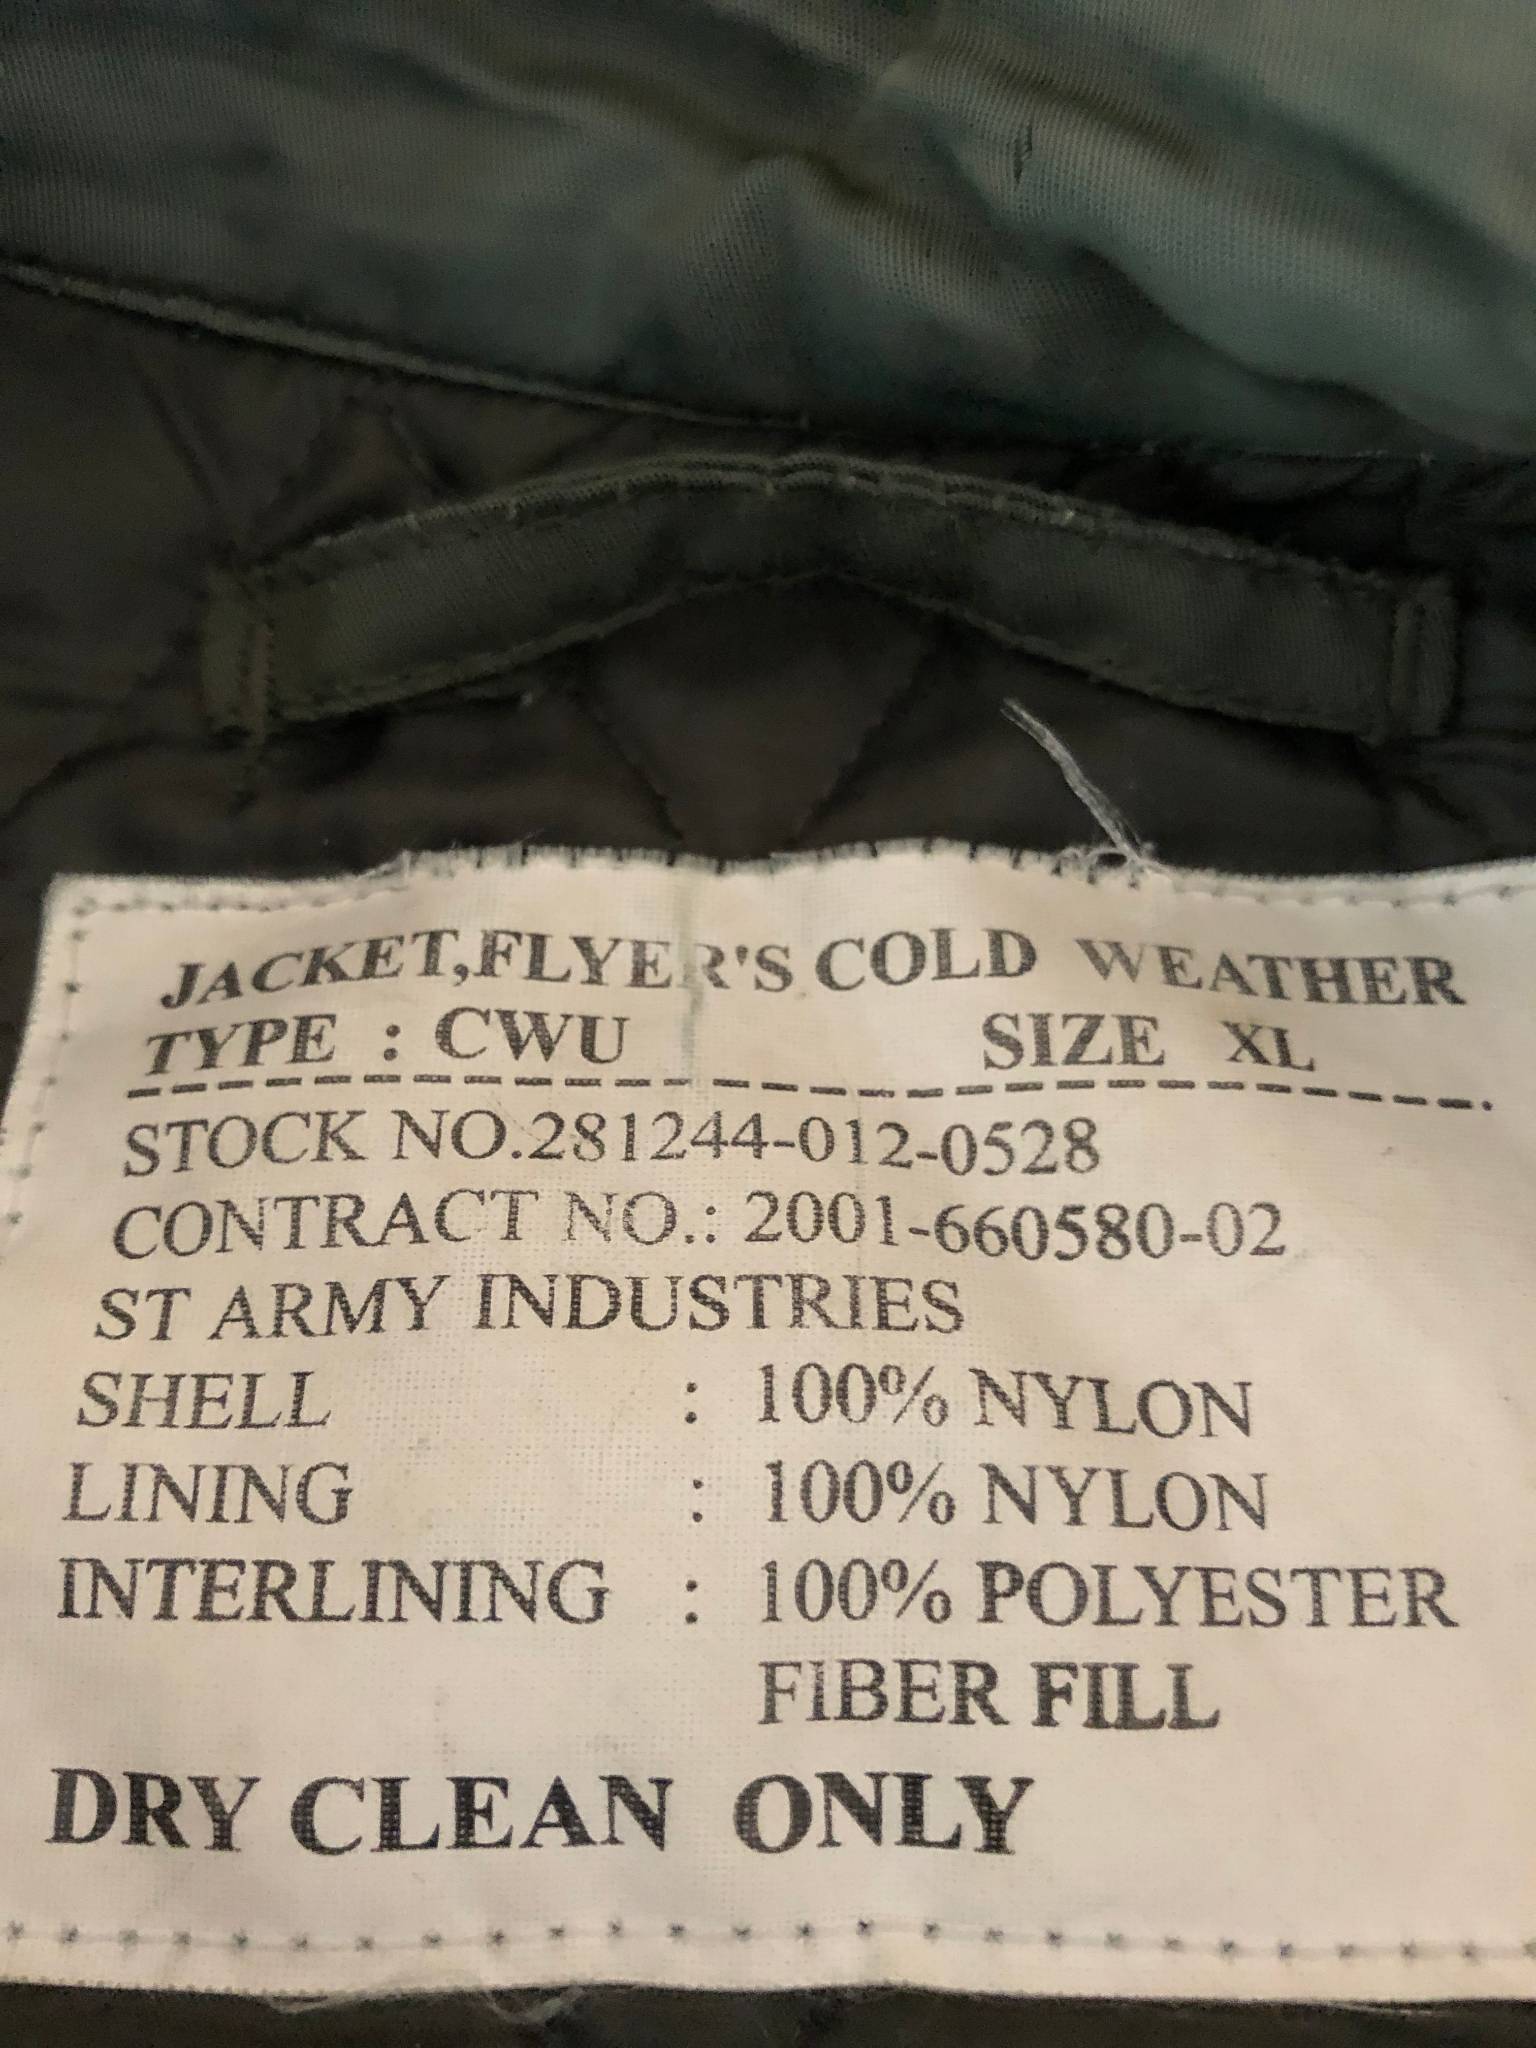 JACKET,FLYER'S COLD WEATHER
TYPE : CWU SIZE XL
STOCK NO.281244-012-0528
CONTRACT NO.: 2001-660580-02
ST ARMY INDUSTRIES
SHELL : 100% NYLON
LINING : 100% NYLON
INTERLINING : 100% POLYESTER
FIBER FILL
DRY CLEAN ONLY